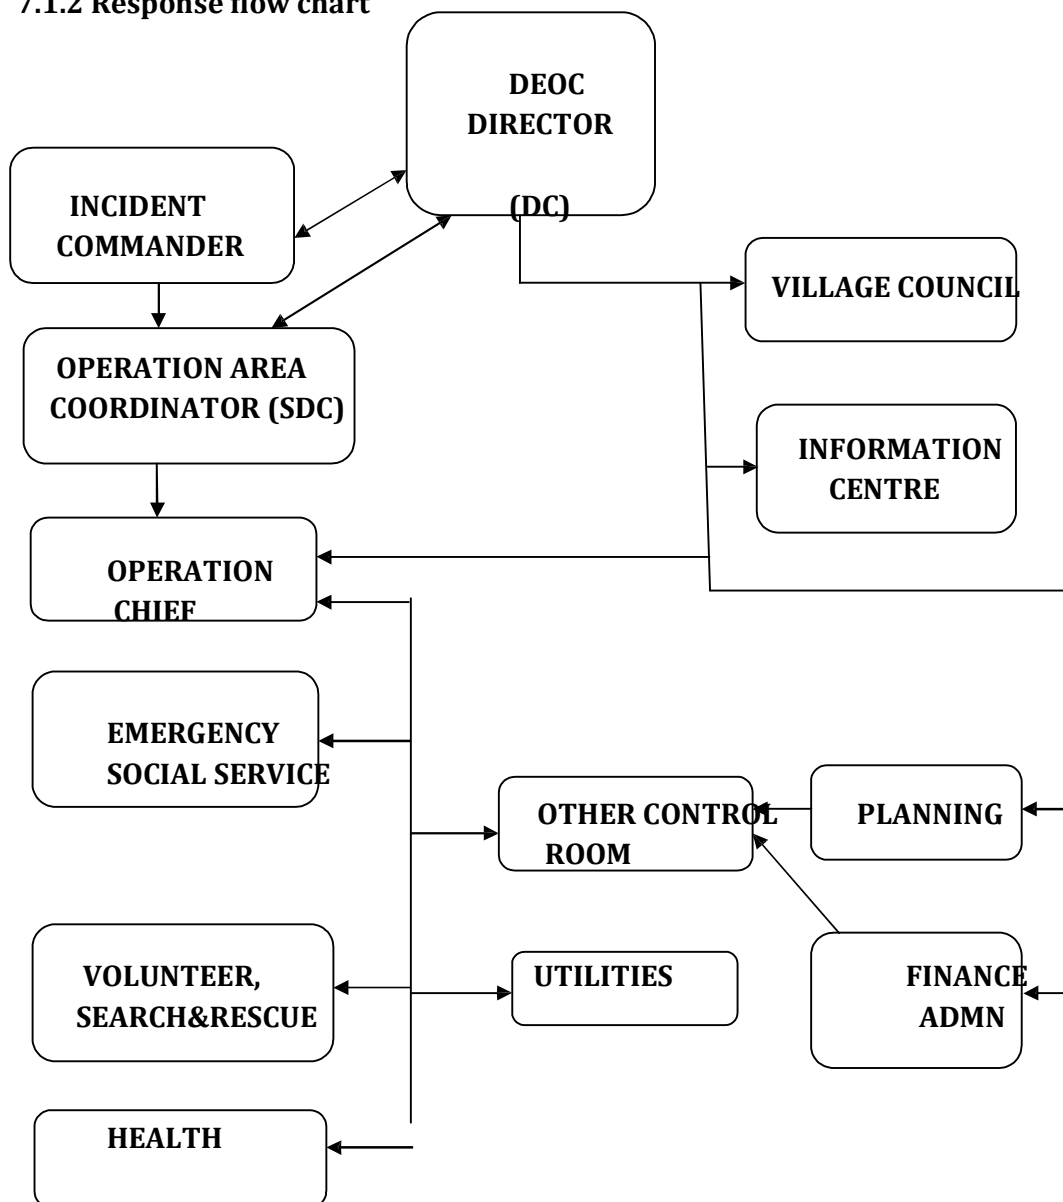 7.1.2 Response flow chart
DEOC
DIRECTOR
(DC)
INCIDENT
COMMANDER
VILLAGE COUNCIL
OPERATION AREA
COORDINATOR (SDC)
INFORMATION
CENTRE
OPERATION
CHIEF
EMERGENCY
SOCIAL SERVICE
OTHER CONTROL
ROOM
PLANNING
VOLUNTEER,
SEARCH&RESCUE
UTILITIES
FINANCE
ADMN
HEALTH